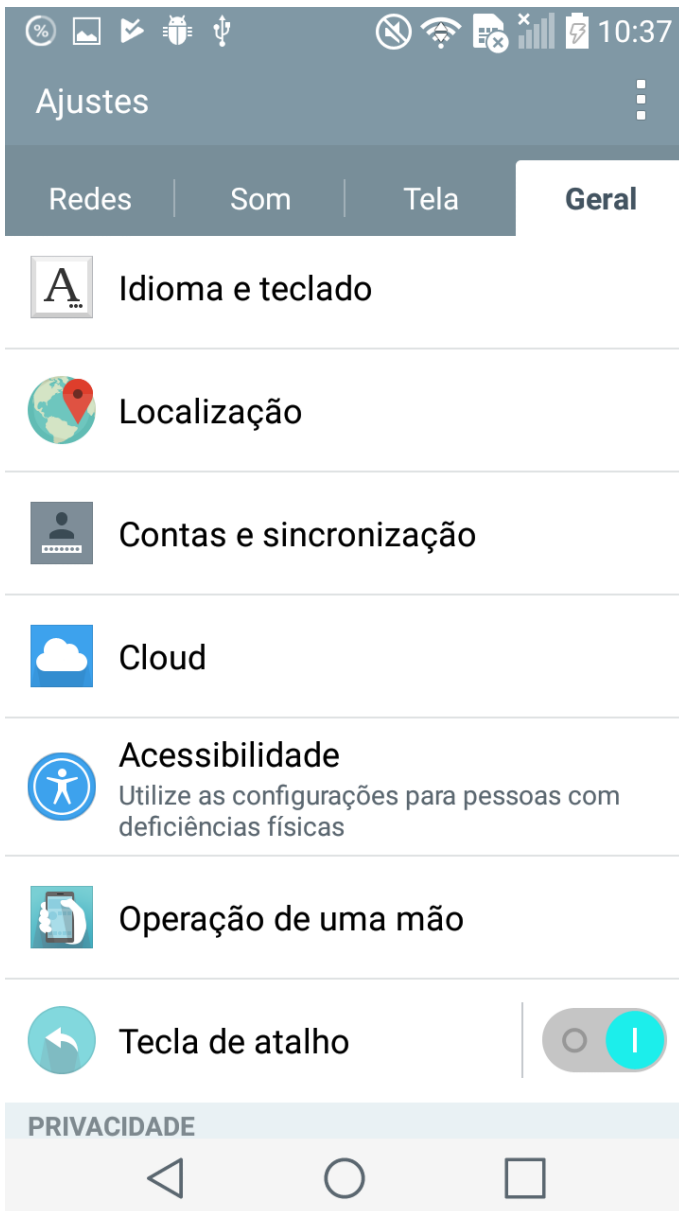 10:37
Ajustes
Redes
Som
Tela
Geral
Idioma e teclado
Localização
Contas e sincronização
Cloud
Acessibilidade
Utilize as configurações para pessoas com
deficiências físicas
Operação de uma mão
Tecla de atalho
PRIVACIDADE